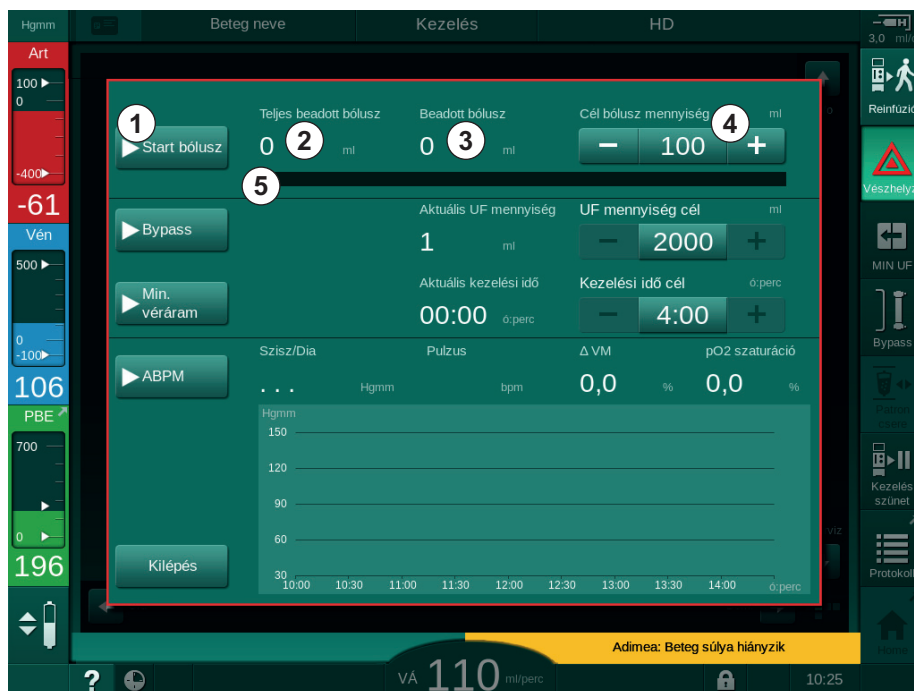 Hgmm
Beteg neve
Kezelés
HD
3,0 ml/
Art
100
0
-400
-61
Vén
500
0
-100
106
PBE
700
0
196
1
Start bólusz
Teljes beadott bólusz
0
2
ml
Beadott bólusz
0
3
ml
Cél bólusz mennyiség
4
ml
− 100 +
5
Bypass
Aktuális UF mennyiség
1
ml
UF mennyiség cél
ml
− 2000 +
Min.
véráram
Aktuális kezelési idő
00:00
ó:perc
Kezelési idő cél
ó:perc
− 4:00 +
ABPM
Szisz/Dia
. . .
Hgmm
Pulzus
bpm
Δ VM
0,0
%
pO2 szaturáció
0,0
%
Hgmm
150
120
90
60
30
10:00 10:30 11:00 11:30 12:00 12:30 13:00 13:30 14:00 ó:perc
Kilépés
Reinfúzió
Vészhelyz
MIN UF
Bypass
Patron
csere
Kezelés
szünet
víz
Protokoll
Home
Adimea: Beteg súlya hiányzik
?
VÁ 110 ml/perc
10:25